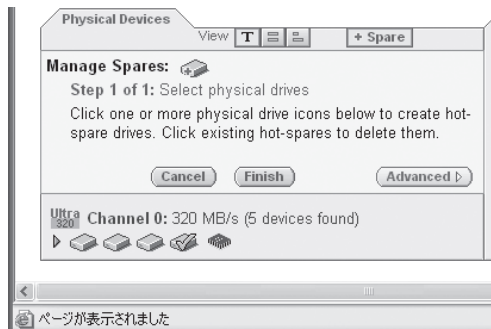 Physical Devices
View T + Spare
Manage Spares:
Step 1 of 1: Select physical drives
Click one or more physical drive icons below to create hot-
spare drives. Click existing hot-spares to delete them.
Cancel Finish Advanced
Ultra 320 Channel 0: 320 MB/s (5 devices found)
ページが表示されました